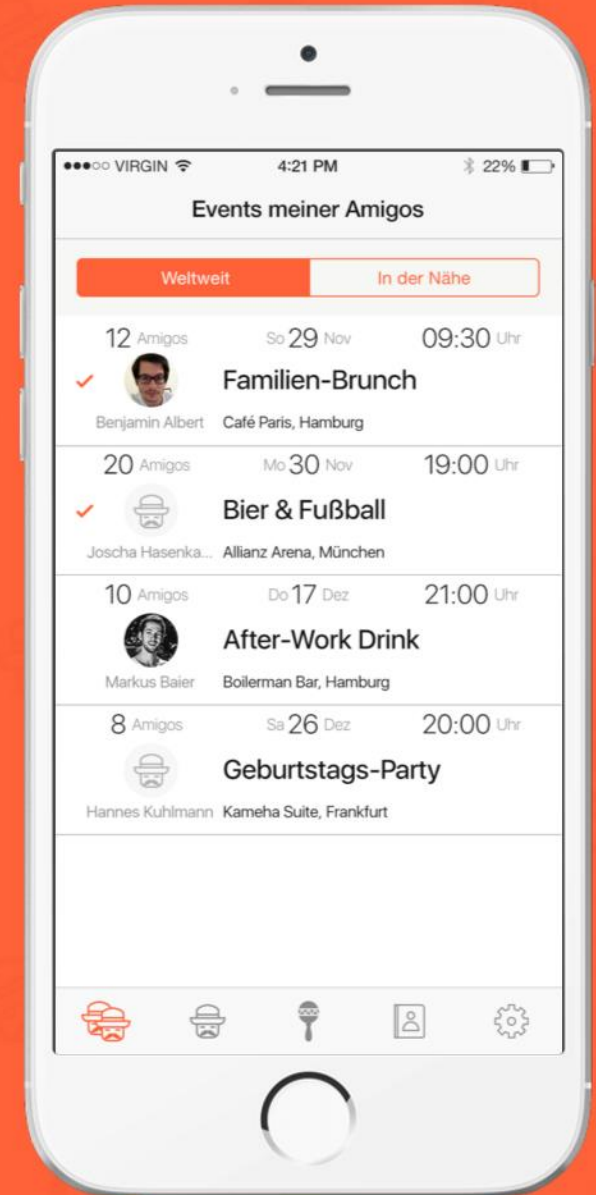 VIRGIN 4:21 PM 22%
Events meiner Amigos
Weltweit In der Nähe
12 Amigos So 29 Nov 09:30 Uhr
Familien-Brunch
Benjamin Albert Café Paris, Hamburg
20 Amigos Mo 30 Nov 19:00 Uhr
Bier & Fußball
Joscha Hasenka... Allianz Arena, München
10 Amigos Do 17 Dez 21:00 Uhr
After-Work Drink
Markus Baier Boilerman Bar, Hamburg
8 Amigos Sa 26 Dez 20:00 Uhr
Geburtstags-Party
Hannes Kuhlmann Kameha Suite, Frankfurt